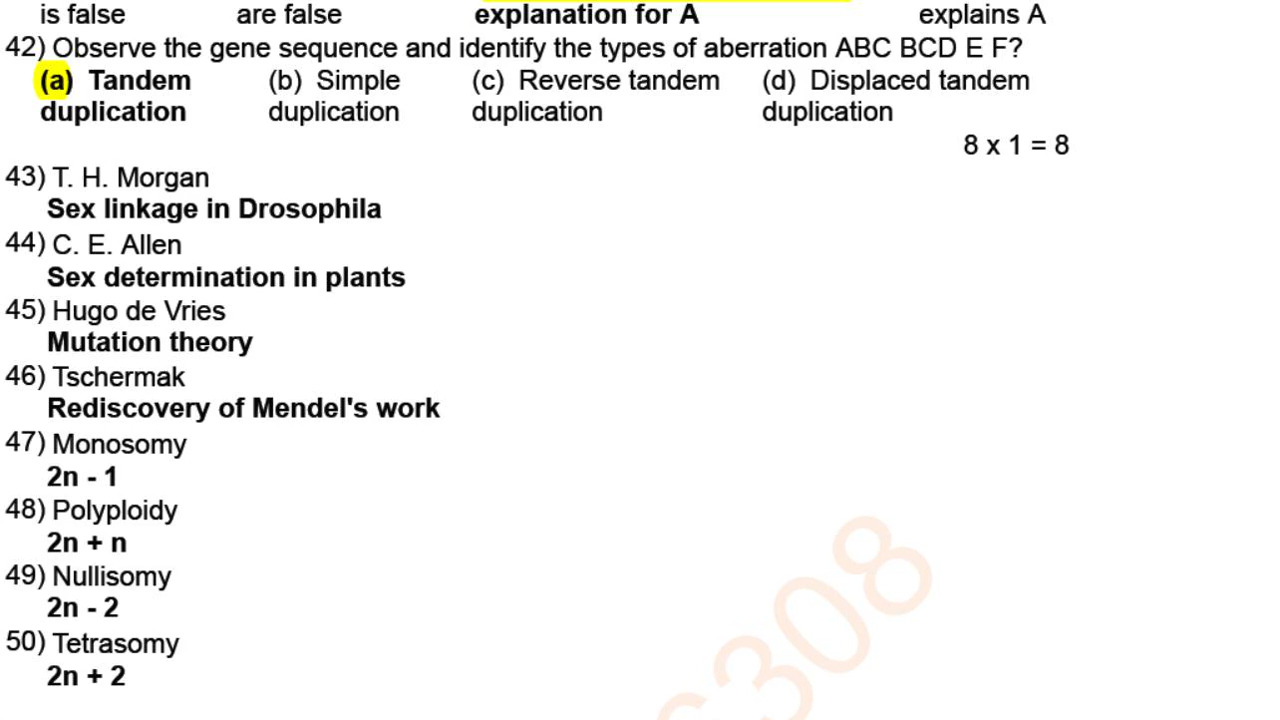 is false are false explanation for A explains A
42) Observe the gene sequence and identify the types of aberration ABC BCD E F?
(a) Tandem (b) Simple (c) Reverse tandem (d) Displaced tandem
duplication duplication duplication duplication
8 x 1 = 8
43) T. H. Morgan
Sex linkage in Drosophila
44) C. E. Allen
Sex determination in plants
45) Hugo de Vries
Mutation theory
46) Tschermak
Rediscovery of Mendel's work
47) Monosomy
2n - 1
48) Polyploidy
2n + n
49) Nullisomy
2n - 2
50) Tetrasomy
2n + 2
6308